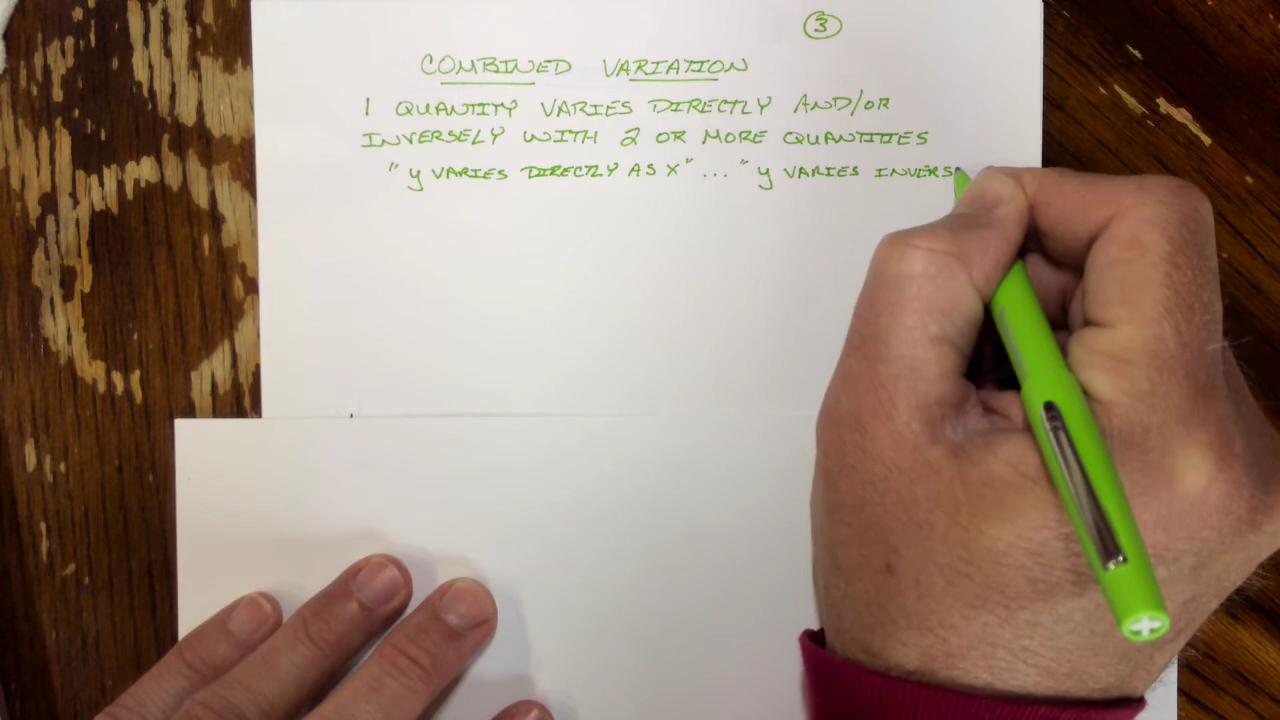 3
COMBINED VARIATION
1 QUANTITY VARIES DIRECTLY AND/OR
INVERSELY WITH 2 OR MORE QUANTITIES
"y VARIES DIRECTLY AS X" ... "y VARIES INVERS